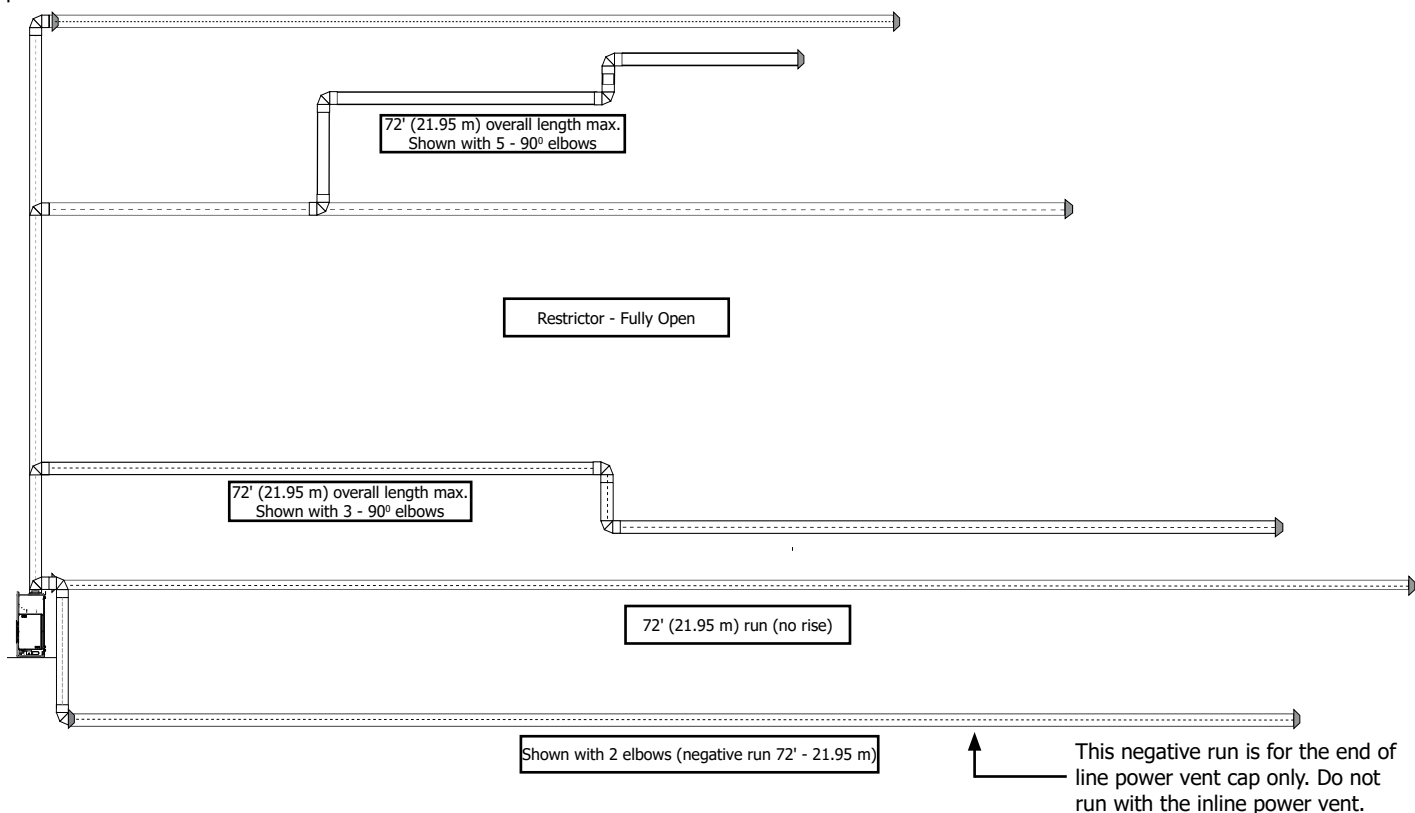 72' (21.95 m) overall length max.
Shown with 5 - 90⁰ elbows
Restrictor - Fully Open
72' (21.95 m) overall length max.
Shown with 3 - 90⁰ elbows
72' (21.95 m) run (no rise)
Shown with 2 elbows (negative run 72' - 21.95 m)
This negative run is for the end of
line power vent cap only. Do not
run with the inline power vent.